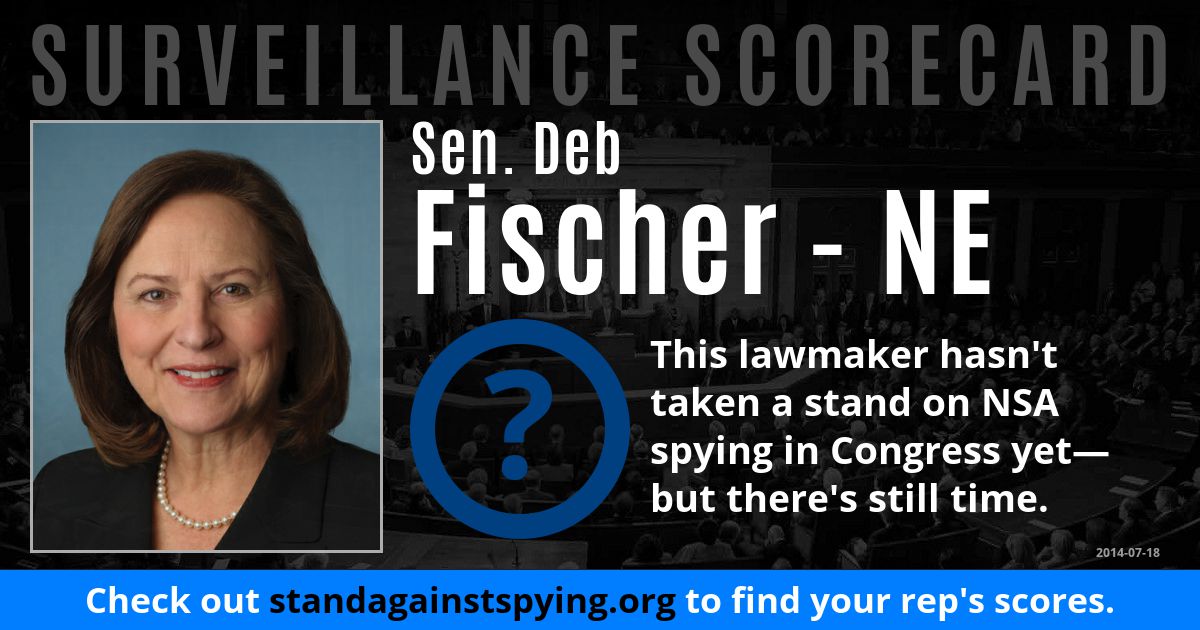 SURVEILLANCE SCORECARD
Sen. Deb
Fischer - NE
?
This lawmaker hasn't
taken a stand on NSA
spying in Congress yet—
but there's still time.
2014-07-18
Check out standagainstspying.org to find your rep's scores.